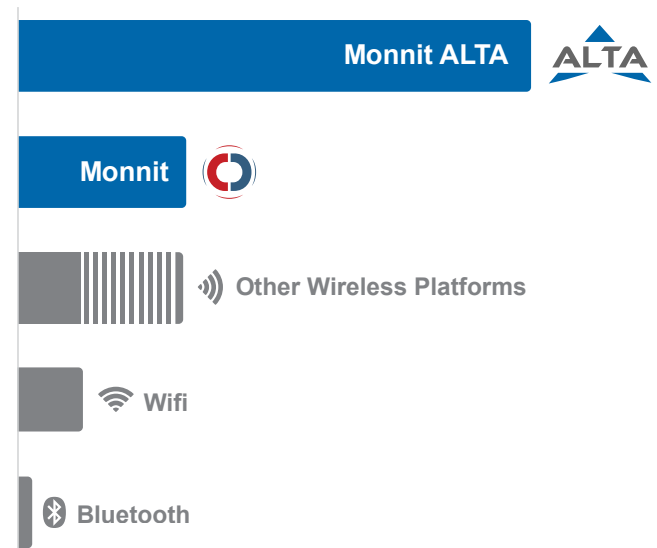 Monnit ALTA
ALTA
Monnit
Other Wireless Platforms
Wifi
Bluetooth